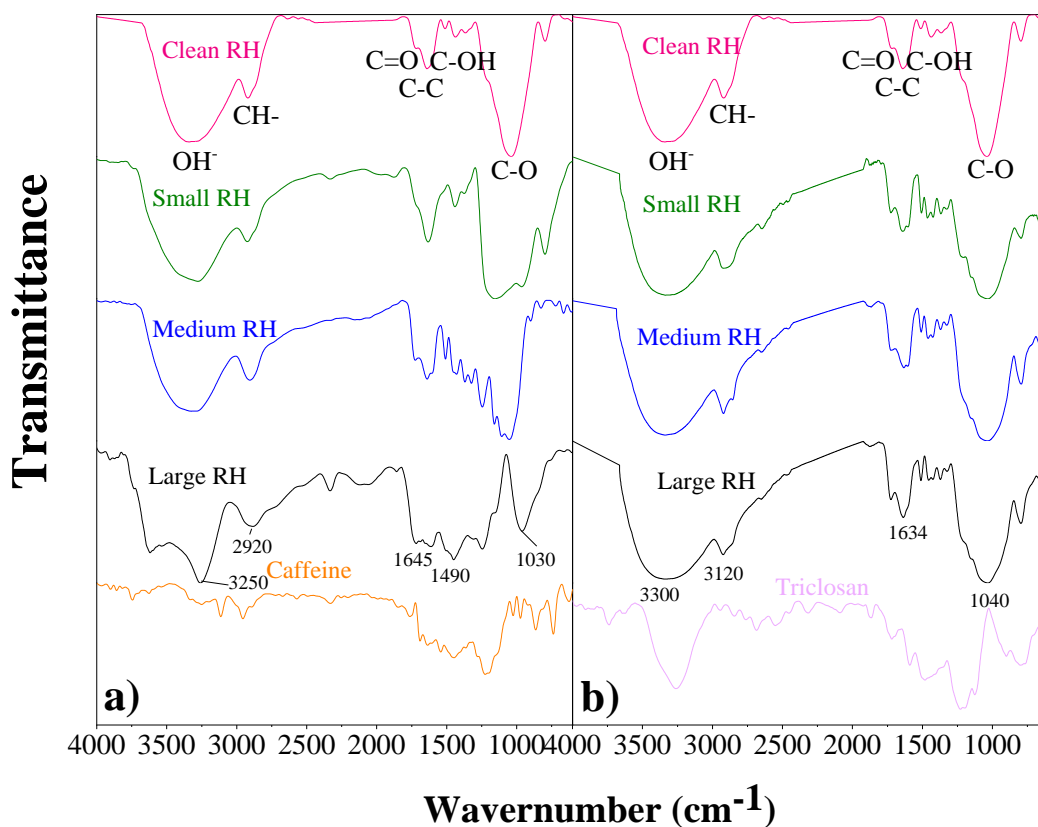 Transmittance
Clean RH
C=O C-OH
C-C
CH-
OH-
C-O
Small RH
Medium RH
Large RH
2920
3250
1645
1490
1030
Caffeine
a)
Clean RH
C=O C-OH
C-C
CH-
OH-
C-O
Small RH
Medium RH
Large RH
1634
3120
3300
1040
Triclosan
b)
4000 3500 3000 2500 2000 1500 1000 4000 3500 3000 2500 2000 1500 1000
Wavernumber (cm-1)